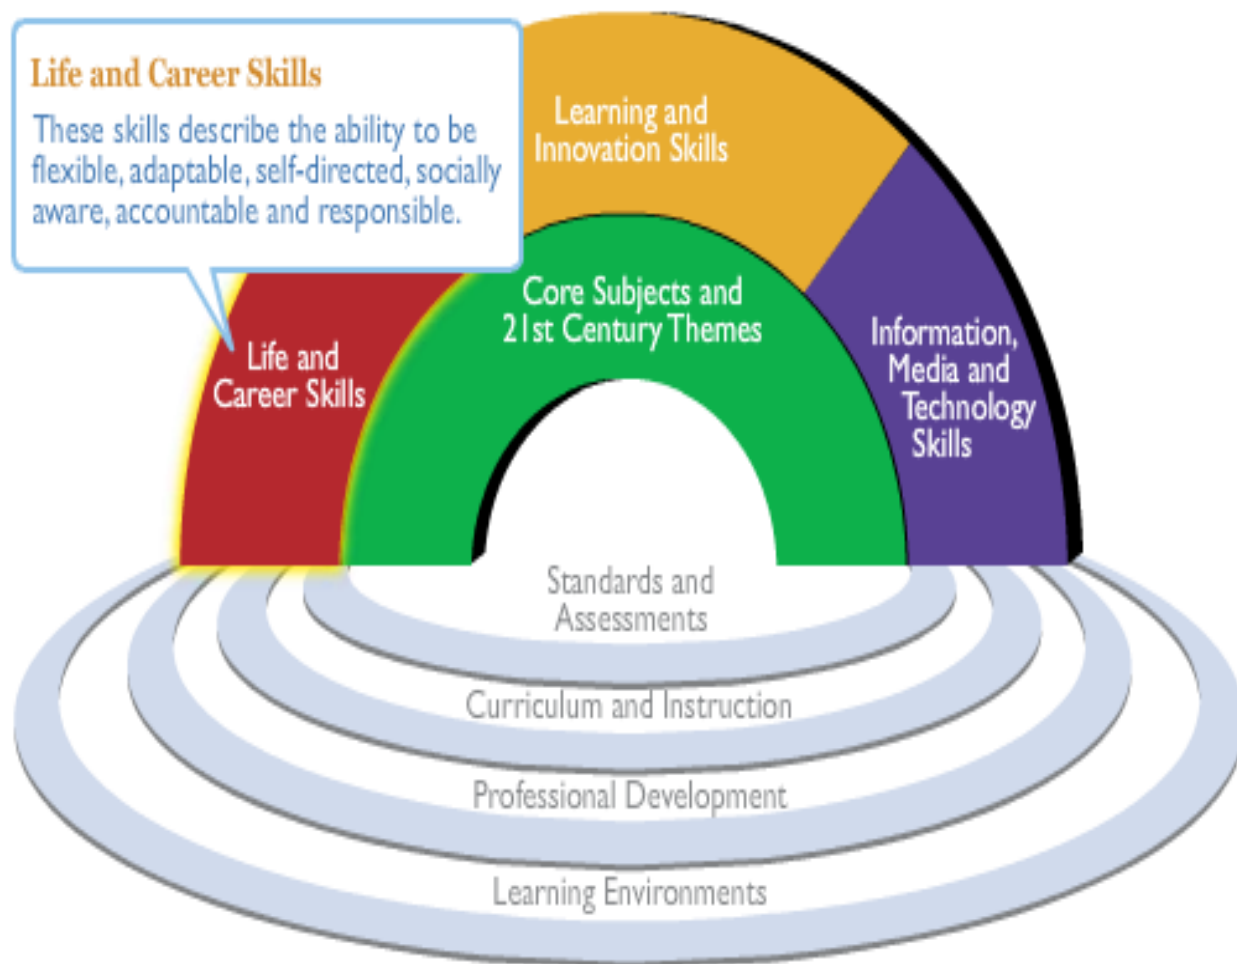 Life and Career Skills
These skills describe the ability to be
flexible, adaptable, self-directed, socially
aware, accountable and responsible.
Learning and
Innovation Skills
Core Subjects and
21st Century Themes
Life and
Career Skills
Information,
Media and
Technology
Skills
Standards and
Assessments
Curriculum and Instruction
Professional Development
Learning Environments